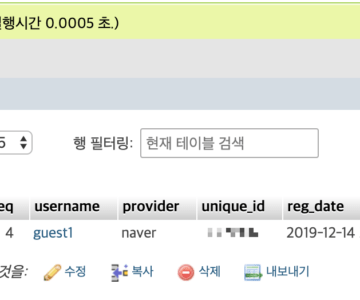 실행시간 0.0005 초.)
5 행 필터링: 현재 테이블 검색
eq username provider unique_id reg_date
4 guest1 naver 2019-12-14
것을: 수정 복사 삭제 내보내기